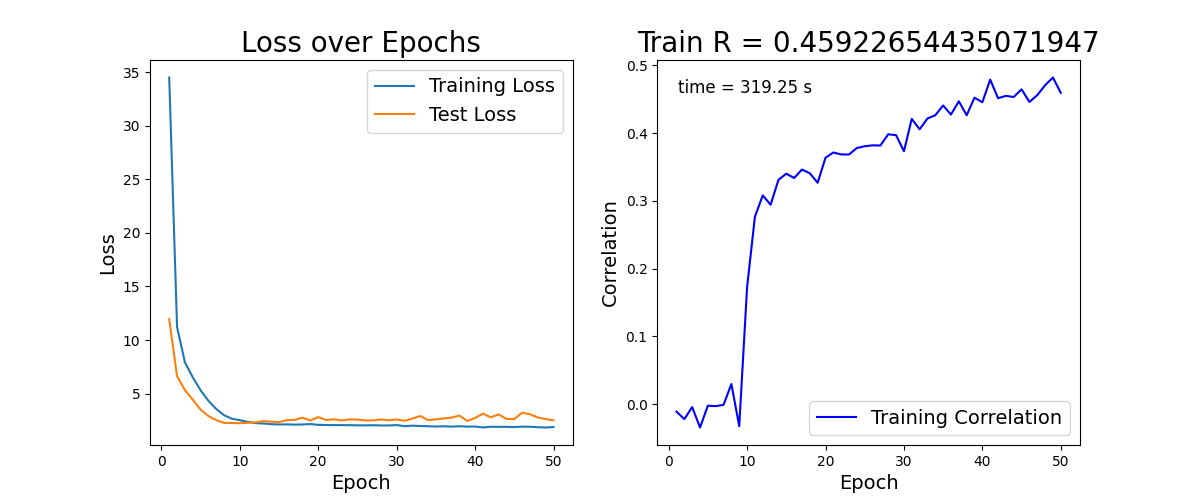 Loss over Epochs
Training Loss
Test Loss
35
30
25
20
15
10
5
0
10
20
30
40
50
Loss
Epoch
Train R = 0.45922654435071947
time = 319.25 s
0.5
0.4
0.3
0.2
0.1
0.0
0
10
20
30
40
50
Correlation
Training Correlation
Epoch